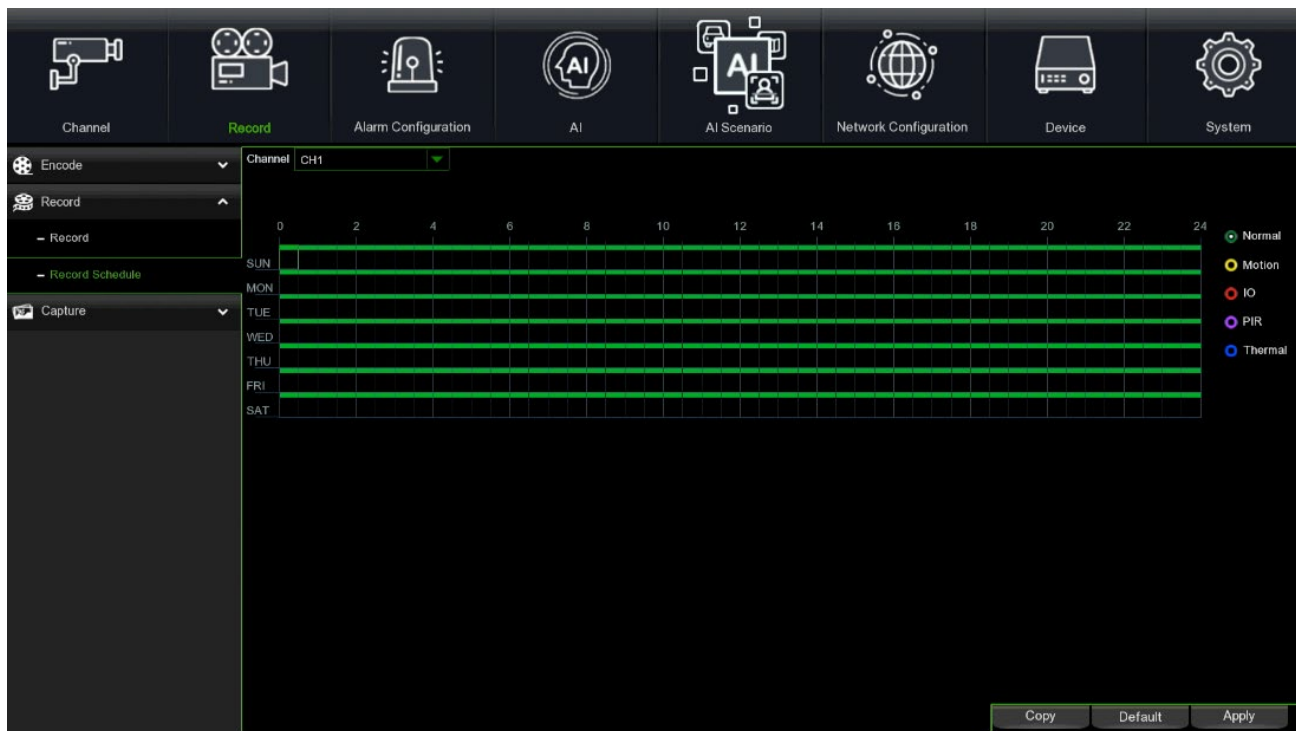 Channel Record Alarm Configuration AI AI Scenario Network Configuration Device System
Encode
Record
Record
Record Schedule
Capture
Channel CH1
0 2 4 6 8 10 12 14 16 18 20 22 24
SUN
MON
TUE
WED
THU
FRI
SAT
Normal
Motion
IO
PIR
Thermal
Copy Default Apply